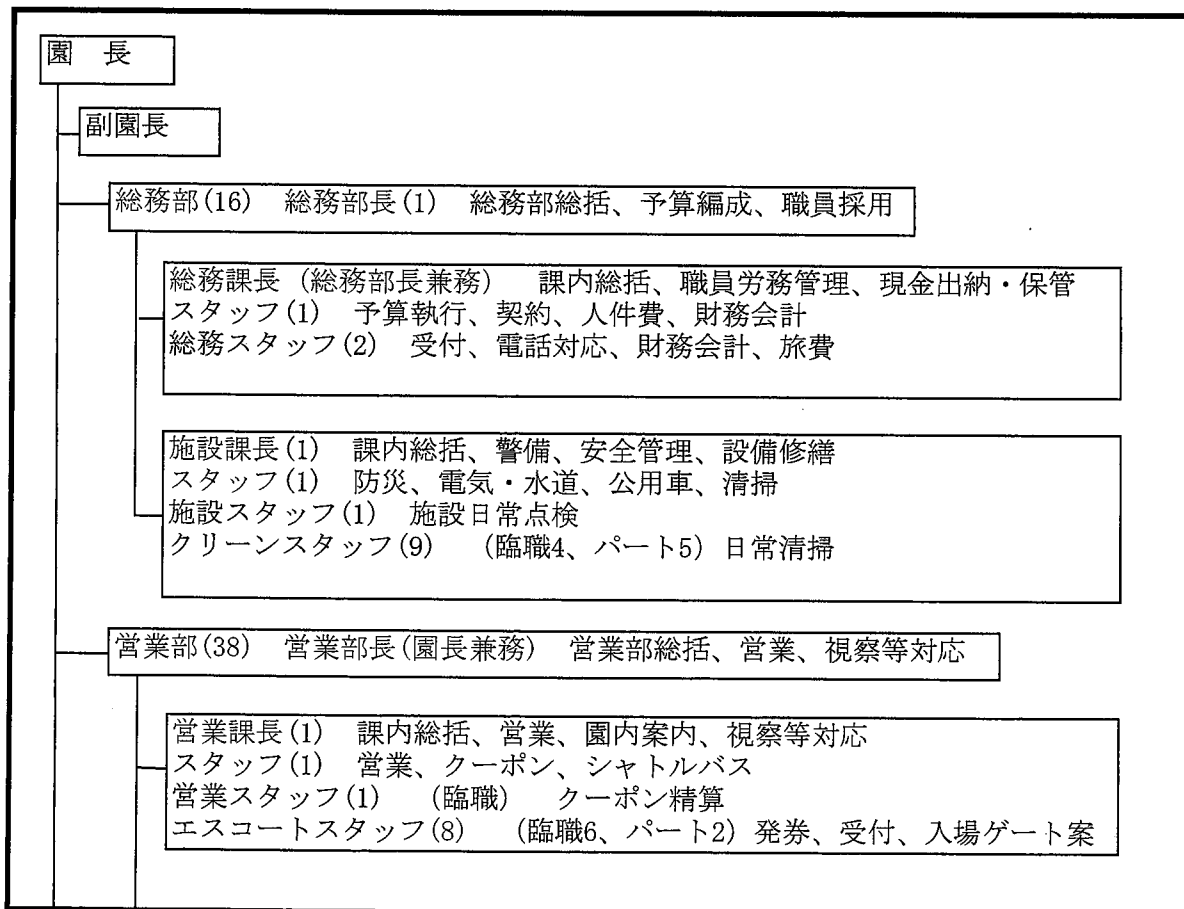 園　長
副園長
総務部(16)　総務部長(1)　総務部総括、予算編成、職員採用
総務課長（総務部長兼務）　課内総括、職員労務管理、現金出納・保管
スタッフ(1)　予算執行、契約、人件費、財務会計
総務スタッフ(2)　受付、電話対応、財務会計、旅費
施設課長(1)　課内総括、警備、安全管理、設備修繕
スタッフ(1)　防災、電気・水道、公用車、清掃
施設スタッフ(1)　施設日常点検
クリーンスタッフ(9)　（臨職4、パート5）日常清掃
営業部(38)　営業部長(園長兼務)　営業部総括、営業、視察等対応
営業課長(1)　課内総括、営業、園内案内、視察等対応
スタッフ(1)　営業、クーポン、シャトルバス
営業スタッフ(1)　（臨職）　クーポン精算
エスコートスタッフ(8)　（臨職6、パート2）発券、受付、入場ゲート案